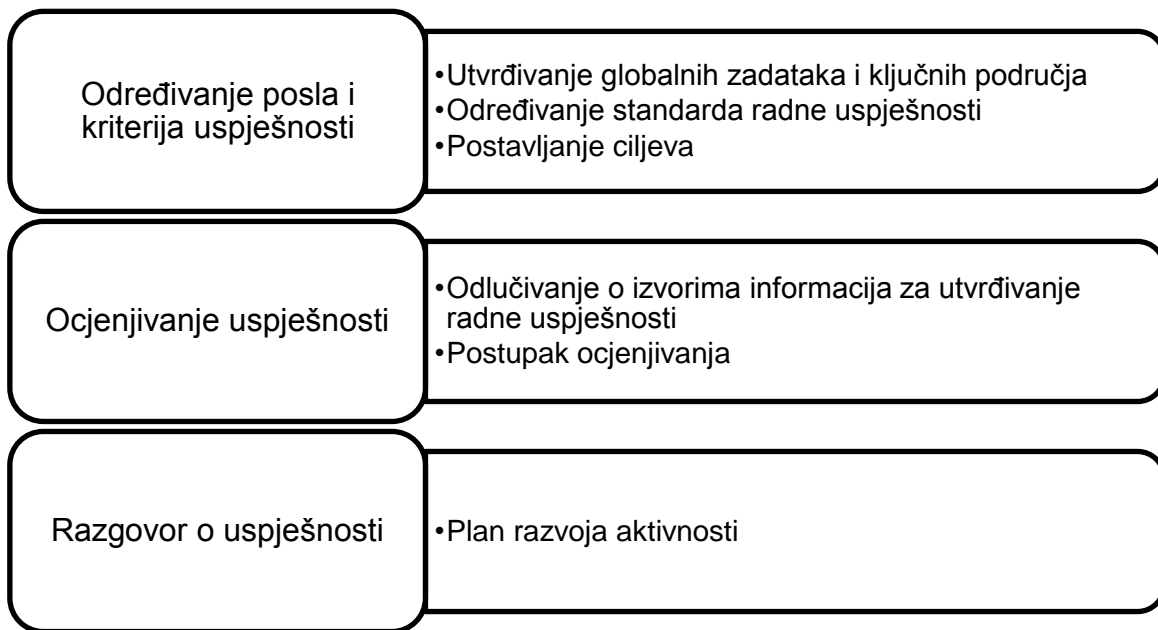 Određivanje posla i
kriterija uspješnosti
•Utvrđivanje globalnih zadataka i ključnih područja
•Određivanje standarda radne uspješnosti
•Postavljanje ciljeva
Ocjenjivanje uspješnosti
•Odlučivanje o izvorima informacija za utvrđivanje
radne uspješnosti
•Postupak ocjenjivanja
Razgovor o uspješnosti
•Plan razvoja aktivnosti